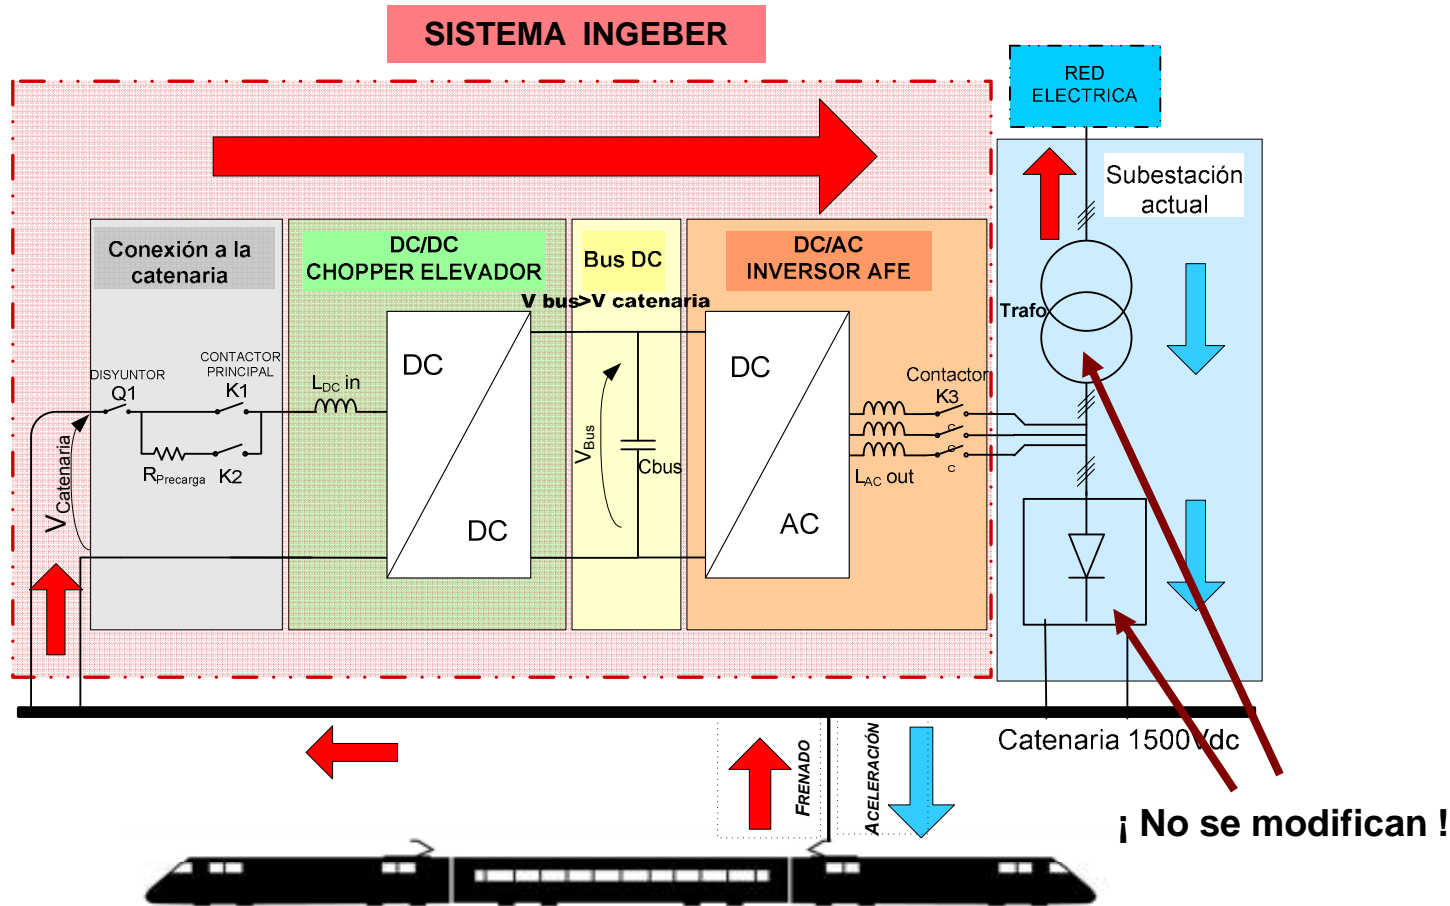 SISTEMA INGEBER
RED
ELECTRICA
Subestación
actual
Conexión a la
catenaria
DC/DC
CHOPPER ELEVADOR
Bus DC
DC/AC
INVERSOR AFE
V bus>V catenaria
Trafo
DISYUNTOR
Q1
CONTACTOR
PRINCIPAL
K1
LDC in
DC
DC
Contactor
K3
C
C
C
VCatenaria
RPrecarga
K2
VBus
Cbus
LAC out
DC
AC
Catenaria 1500Vdc
FRENADO
ACELERACIÓN
¡ No se modifican !